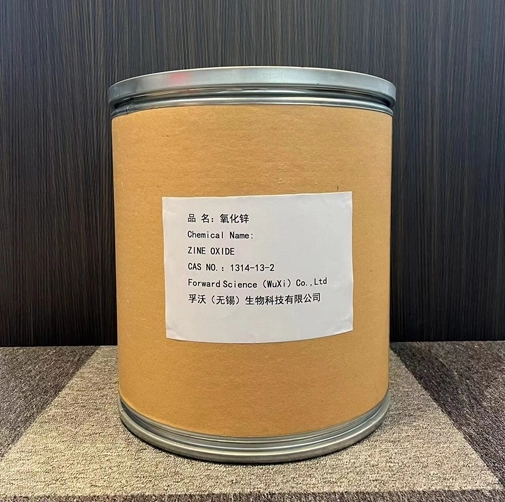 品 名：氧化锌
Chemical Name:
ZINE OXIDE
CAS NO.：1314-13-2
Forward Science（WuXi）Co.,Ltd
孚沃（无锡）生物科技有限公司